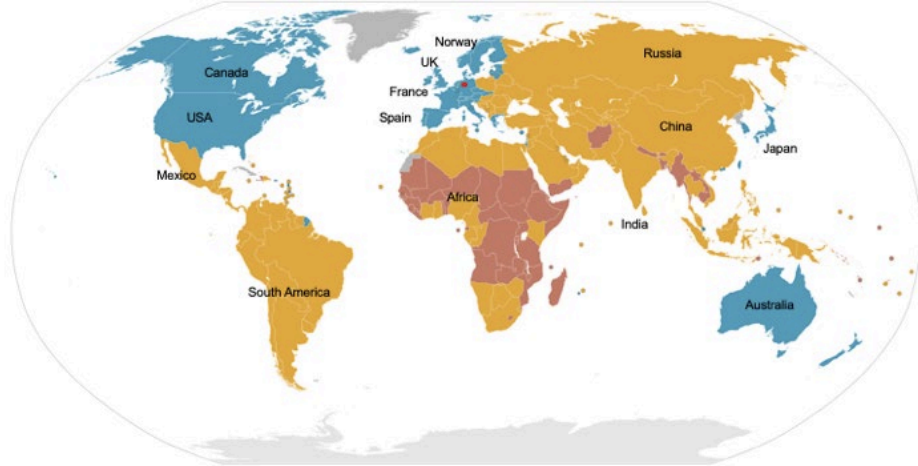 Norway
Russia
UK
Canada
France
Spain
USA
China
Japan
Mexico
Africa
India
South America
Australia